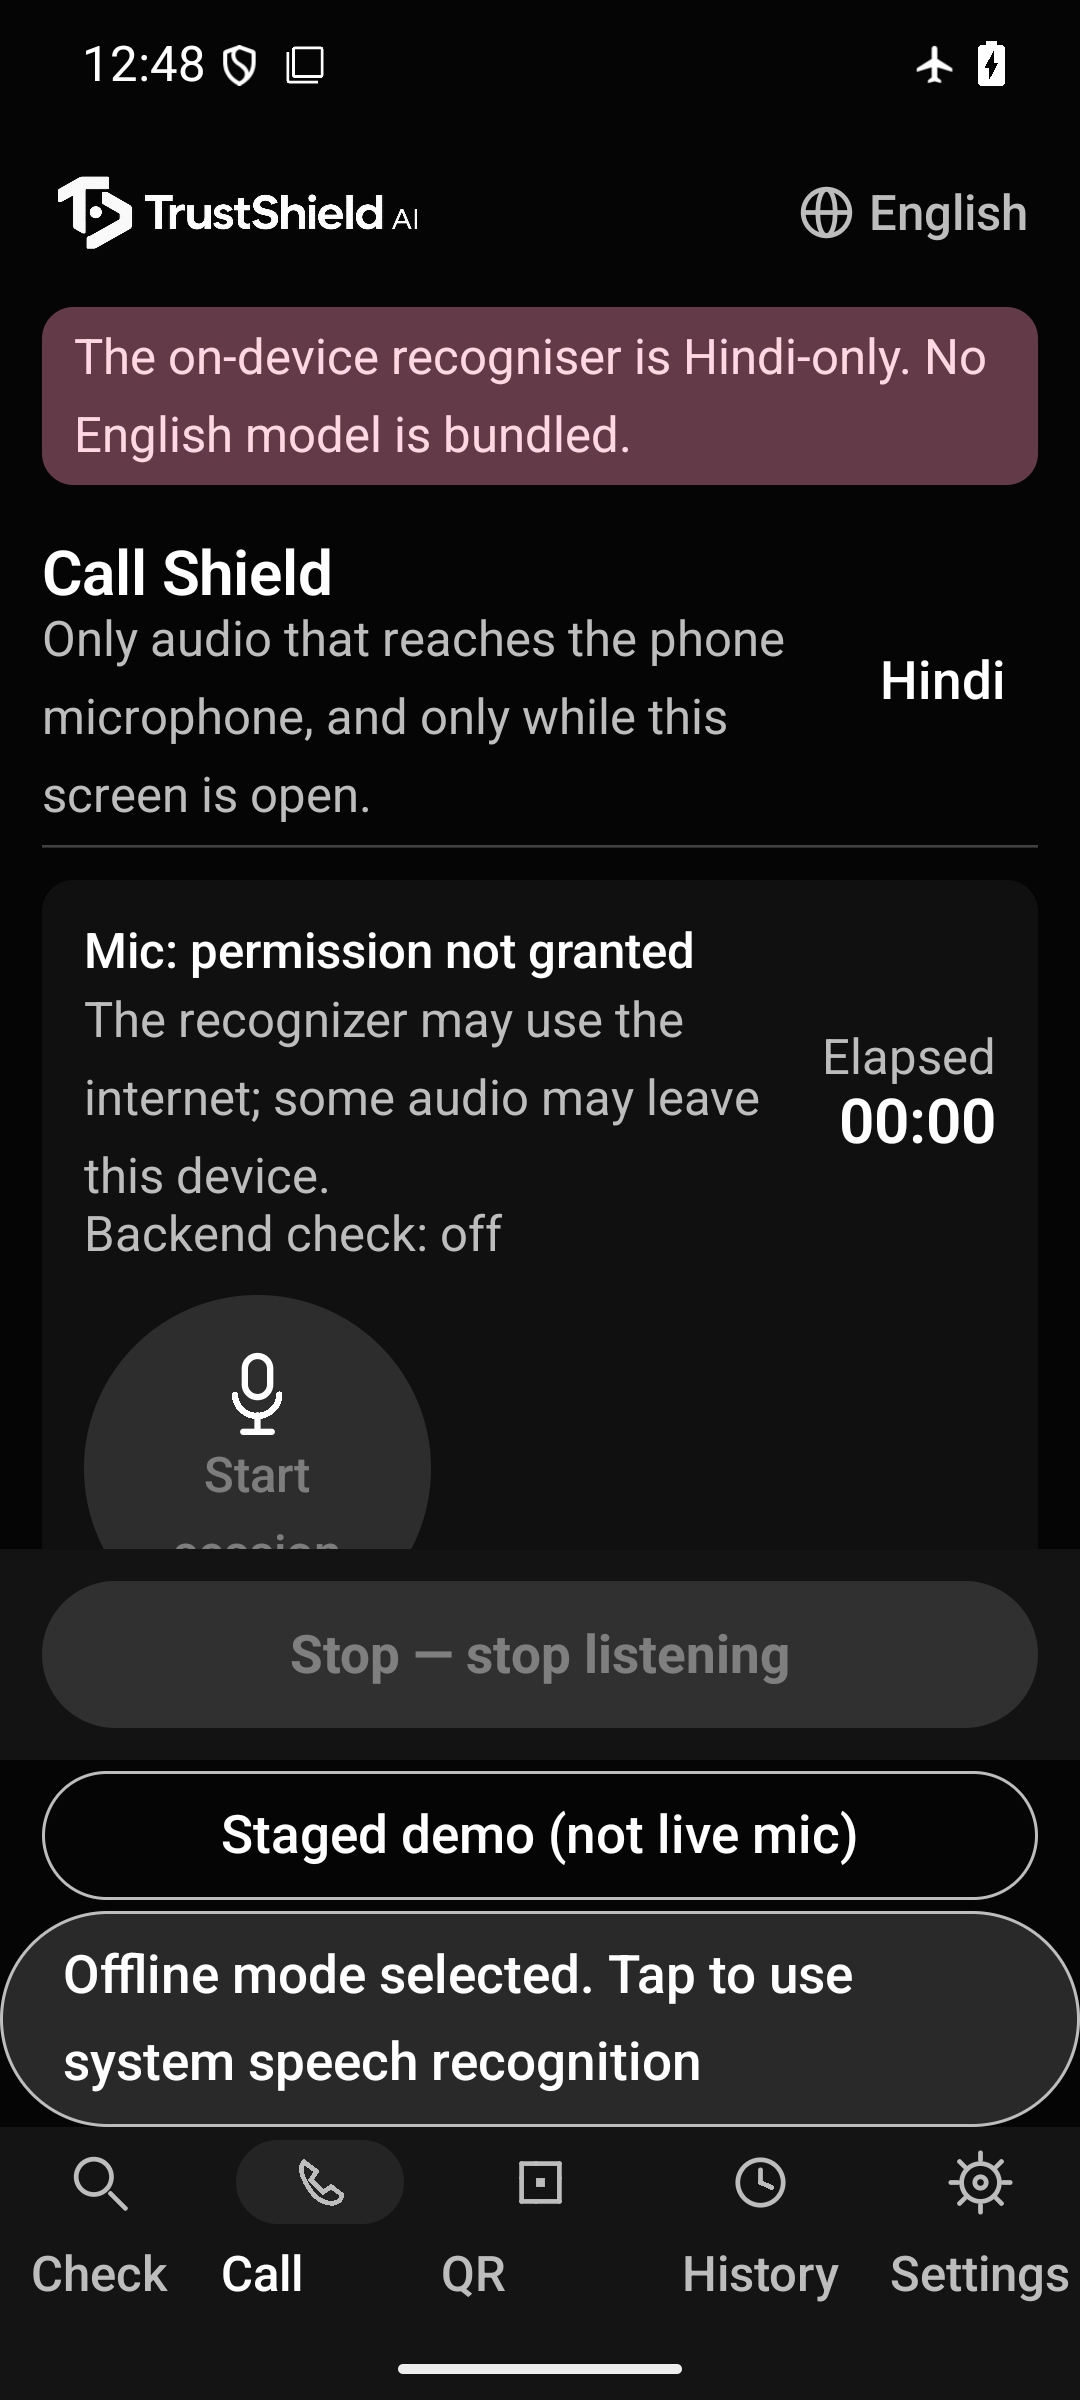 12:48
TrustShield AI
English
The on-device recogniser is Hindi-only. No
English model is bundled.
Call Shield
Only audio that reaches the phone
microphone, and only while this
screen is open.
Hindi
Mic: permission not granted
The recognizer may use the
internet; some audio may leave
this device.
Backend check: off
Elapsed
00:00
Start
session
Stop — stop listening
Staged demo (not live mic)
Offline mode selected. Tap to use
system speech recognition
Check
Call
QR
History
Settings